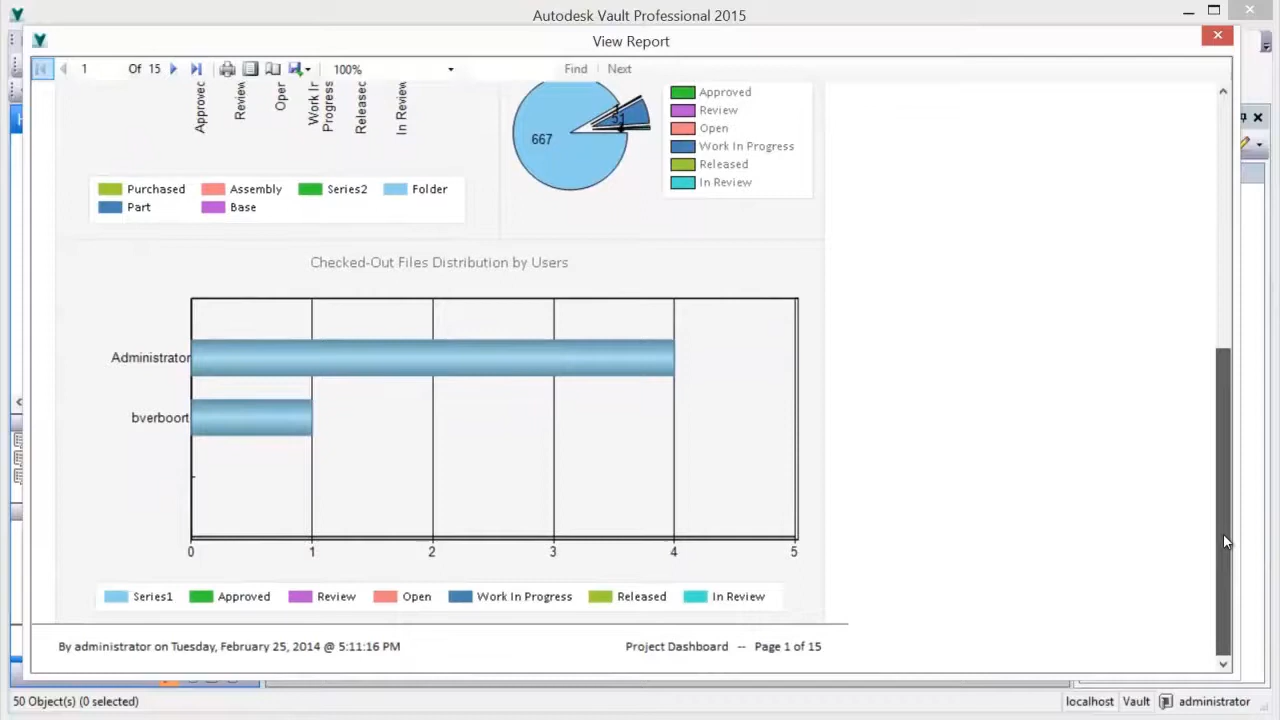 Autodesk Vault Professional 2015
View Report
1 Of 15 100% Find Next
Approved
Review
Open
Work In
Progress
Released
In Review
667
51
Approved
Review
Open
Work In Progress
Released
In Review
Purchased Assembly Series2 Folder
Part Base
Checked-Out Files Distribution by Users
Administrator
bverboort
0 1 2 3 4 5
Series1 Approved Review Open Work In Progress Released In Review
By administrator on Tuesday, February 25, 2014 @ 5:11:16 PM Project Dashboard -- Page 1 of 15
50 Object(s) (0 selected) localhost Vault administrator